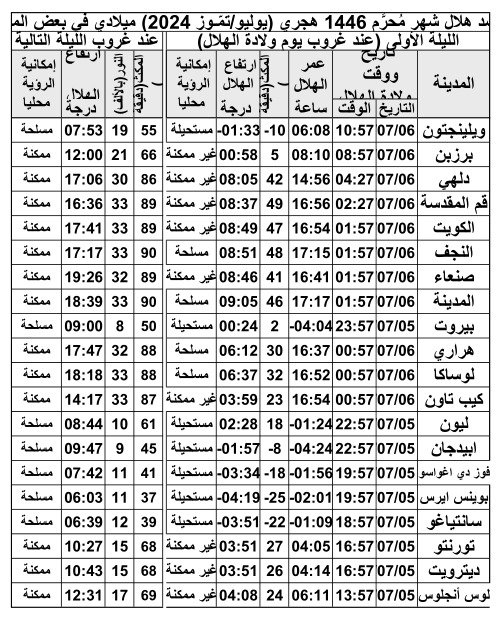 سد هلال شهر مُحرَّم 1446 هجري (يوليو/تمّوز 2024) ميلادي في بعض الم
الليلة الأولى (عند غروب يوم ولادة الهلال) عند غروب الليلة التالية
المدينة تاريخ ووقت ولادة الهلال التاريخ الوقت عمر الهلال ساعة المكث(دقيقة) ارتفاع الهلال درجة إمكانية الرؤية محليا المكث(دقيقة) النور(بالألف) ارتفاع الهلال درجة إمكانية الرؤية محليا
ويلينجتون 07/06 10:57 06:08 -10 -01:33 مستحيلة 55 19 07:53 مسلحة
برزبن 07/06 08:57 08:10 5 00:58 غير ممكنة 66 21 12:00 ممكنة
دلهي 07/06 04:27 14:56 42 08:05 غير ممكنة 86 30 17:06 ممكنة
قم المقدسة 07/06 02:27 16:56 49 08:37 غير ممكنة 89 33 16:36 ممكنة
الكويت 07/06 01:57 16:54 47 08:49 غير ممكنة 89 33 17:41 ممكنة
النجف 07/06 01:57 17:15 48 08:51 مسلحة 90 33 17:17 ممكنة
صنعاء 07/06 01:57 16:41 41 08:46 غير ممكنة 89 32 19:26 ممكنة
المدينة 07/06 01:57 17:17 46 09:05 مسلحة 90 33 18:39 ممكنة
بيروت 07/05 23:57 -04:04 2 00:24 مستحيلة 50 8 09:00 مسلحة
هراري 07/06 00:57 16:37 30 06:12 مسلحة 88 32 17:47 ممكنة
لوساكا 07/06 00:57 16:52 32 06:37 مسلحة 88 33 18:18 ممكنة
كيب تاون 07/06 00:57 16:54 23 03:59 غير ممكنة 87 33 14:17 ممكنة
ليون 07/05 22:57 -01:24 18 02:28 مستحيلة 61 10 08:44 مسلحة
ابيدجان 07/05 22:57 -04:24 -8 -01:57 مستحيلة 45 9 09:47 مسلحة
فوز دي اغواسو 07/05 19:57 -01:56 -18 -03:34 مستحيلة 41 11 07:42 مسلحة
بوينس ايرس 07/05 19:57 -02:01 -25 -04:19 مستحيلة 37 11 06:03 مسلحة
سانتياغو 07/05 18:57 -01:09 -22 -03:51 مستحيلة 39 12 06:39 مسلحة
تورنتو 07/05 16:57 04:05 27 03:51 غير ممكنة 68 15 10:27 ممكنة
ديترويت 07/05 16:57 04:14 26 03:51 غير ممكنة 68 15 10:43 ممكنة
لوس أنجلوس 07/05 13:57 06:11 24 04:08 غير ممكنة 69 17 12:31 ممكنة